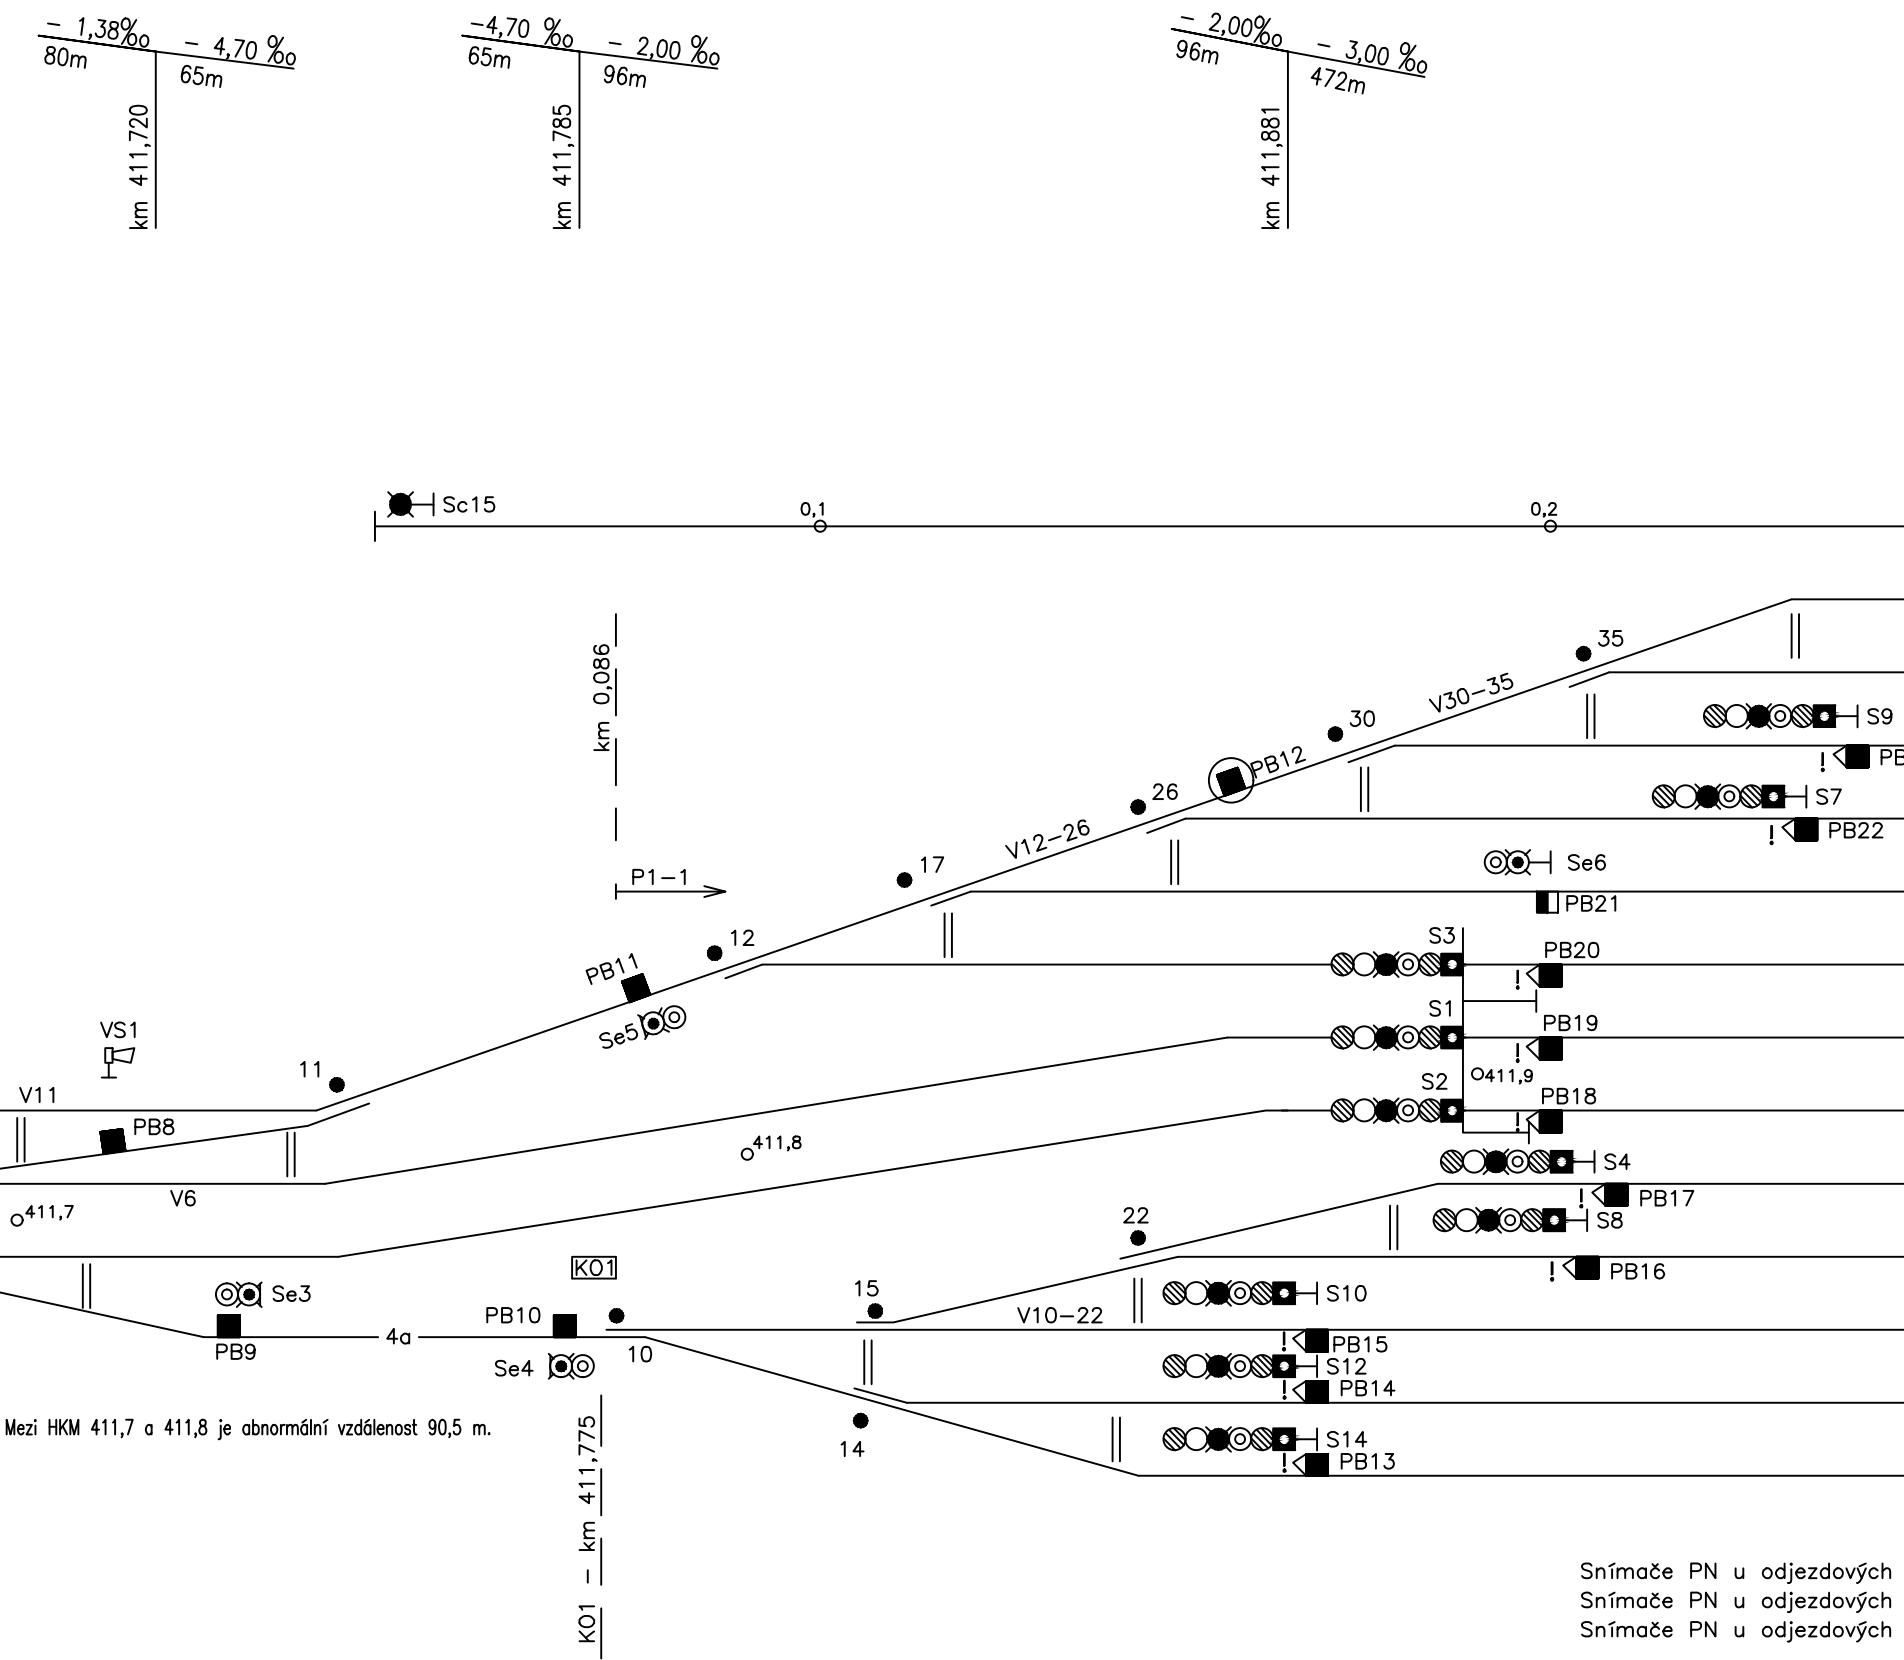 - 1,38‰ - 4,70 ‰
80m 65m
km 411,720
-4,70 ‰ - 2,00 ‰
65m 96m
km 411,785
- 2,00‰ - 3,00 ‰
96m 472m
km 411,881
Sc15
0,1
0,2
km 0,086
35
V30-35
S9
30
PB12
PB
S7
26
PB22
V12-26
Se6
17
P1-1
PB21
12
S3
PB20
PB11
S1
PB19
Se5
VS1
11
411,9
S2
V11
PB18
PB8
411,8
S4
V6
PB17
411,7
22
S8
K01
PB16
Se3
15
S10
PB10
V10-22
4a
PB9
10
PB15
Se4
S12
PB14
Mezi HKM 411,7 a 411,8 je abnormální vzdálenost 90,5 m.
14
S14
PB13
K01 - km 411,775
Snímače PN u odjezdových
Snímače PN u odjezdových
Snímače PN u odjezdových